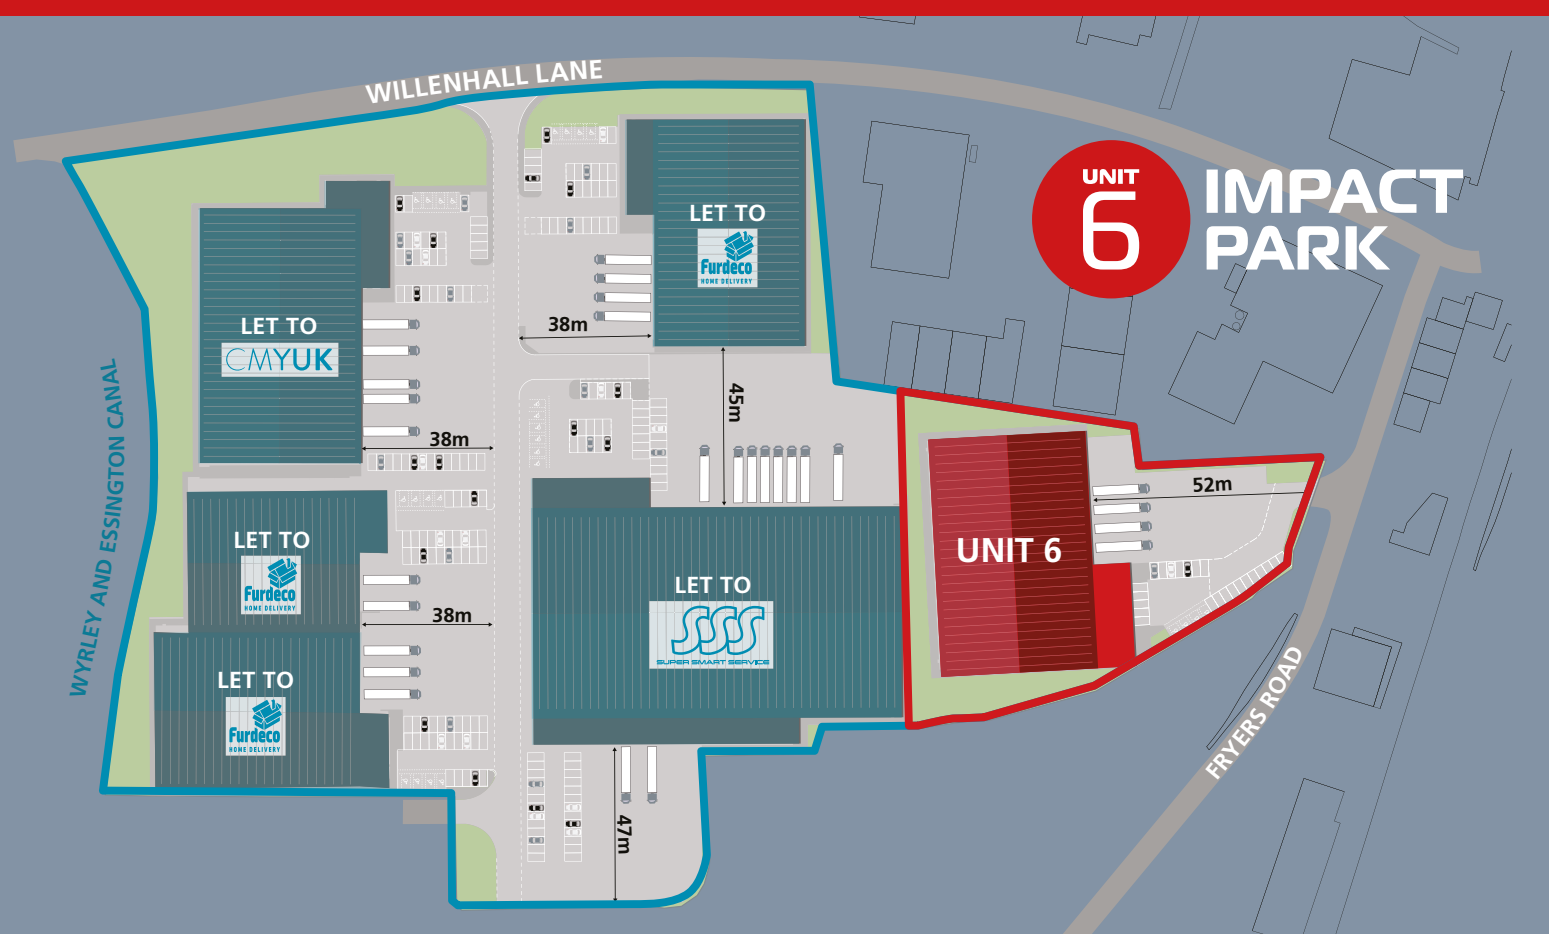 WILLENHALL LANE
UNIT
6
IMPACT
PARK
LET TO
Furdeco
HOME DELIVERY
38m
LET TO
CMYUK
45m
38m
WYRLEY AND ESSINGTON CANAL
52m
UNIT 6
LET TO
Furdeco
HOME DELIVERY
38m
LET TO
SSS
SUPER SMART SERVICE
LET TO
Furdeco
HOME DELIVERY
47m
FRYERS ROAD